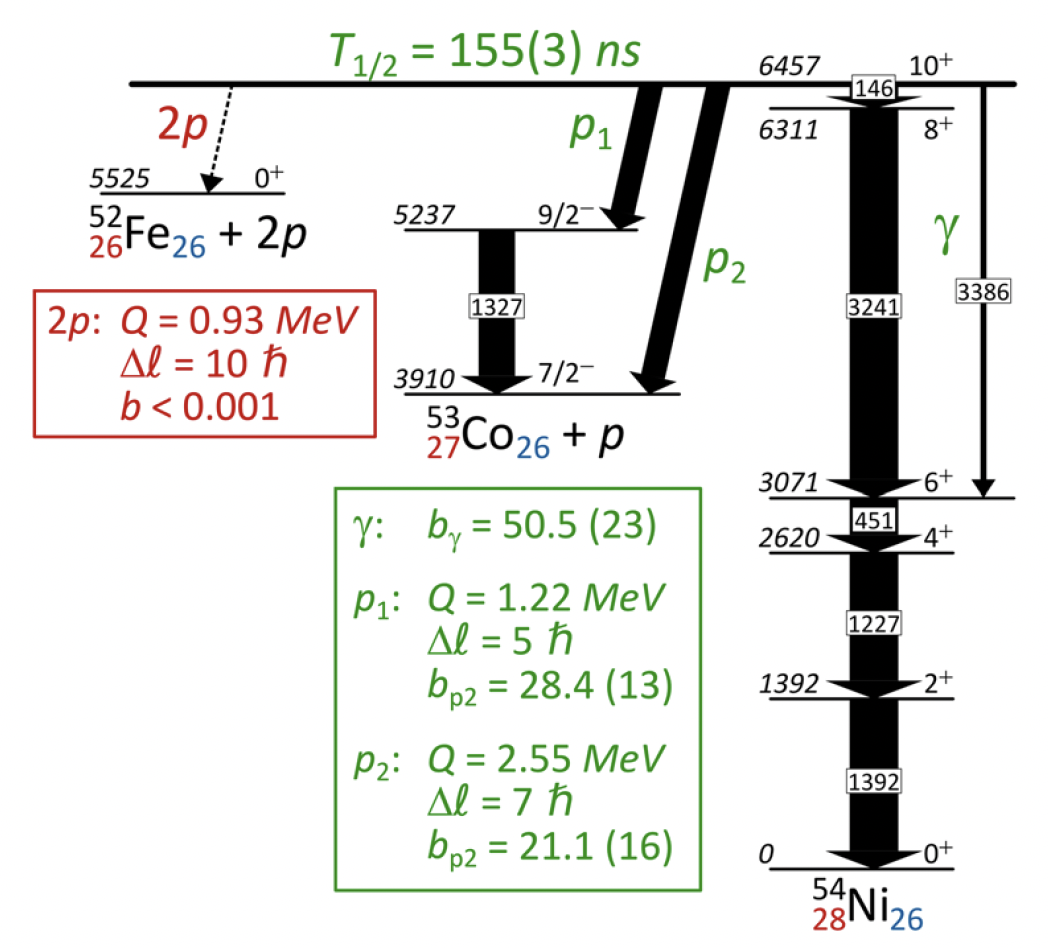 T1/2 = 155(3) ns
6457 10+
146
6311 8+
2p
p1
5525 0+
52 26Fe26 + 2p
5237 9/2−
γ
p2
3386
1327
3241
2p: Q = 0.93 MeV
Δℓ = 10 ℏ
b < 0.001
3910 7/2−
53 27Co26 + p
3071 6+
451
2620 4+
γ: bγ = 50.5 (23)
p1: Q = 1.22 MeV
Δℓ = 5 ℏ
bp2 = 28.4 (13)
1227
1392 2+
p2: Q = 2.55 MeV
Δℓ = 7 ℏ
bp2 = 21.1 (16)
1392
0 0+
54 28Ni26